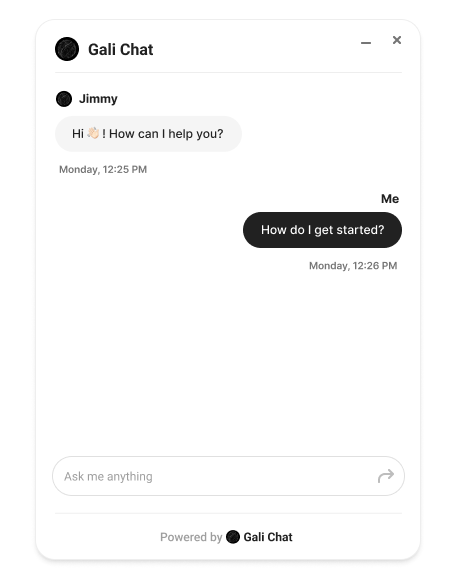 Gali Chat
Jimmy
Hi 👋🏻 ! How can I help you?
Monday, 12:25 PM
Me
How do I get started?
Monday, 12:26 PM
Ask me anything
Powered by Gali Chat